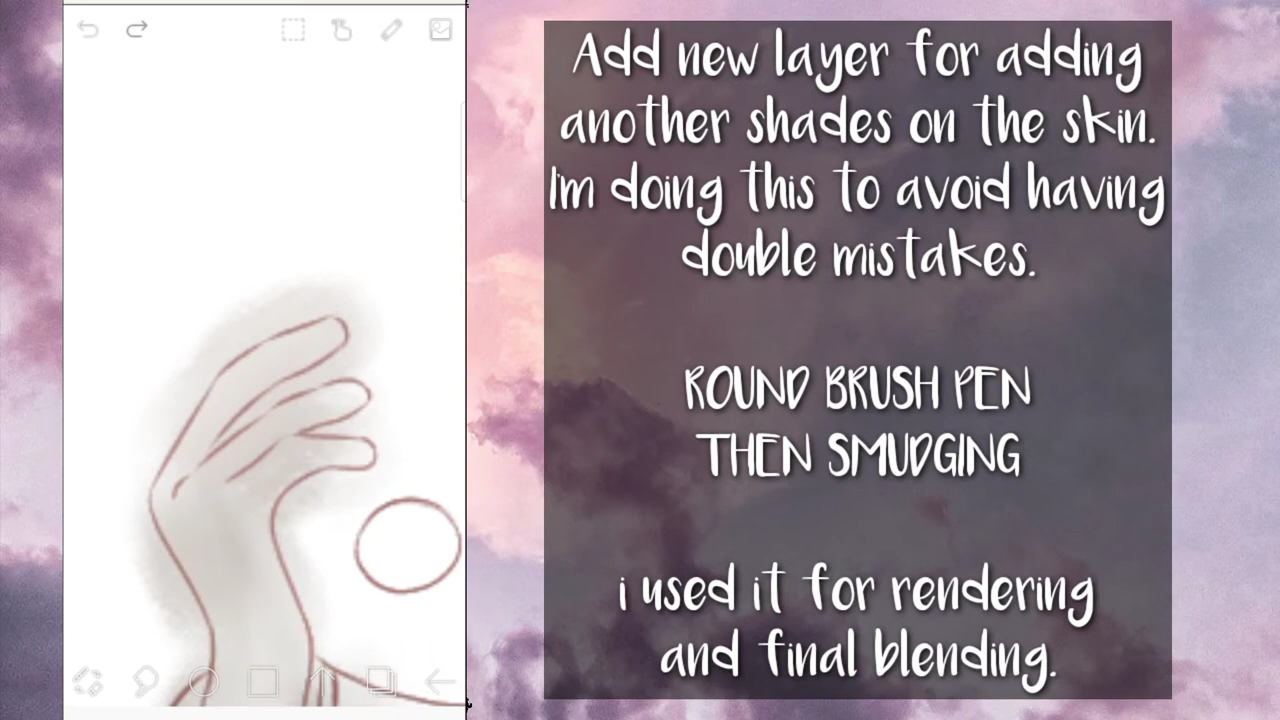 Add new layer for adding
another shades on the skin.
I'm doing this to avoid having
double mistakes.
ROUND BRUSH PEN
THEN SMUDGING
i used it for rendering
and final blending.